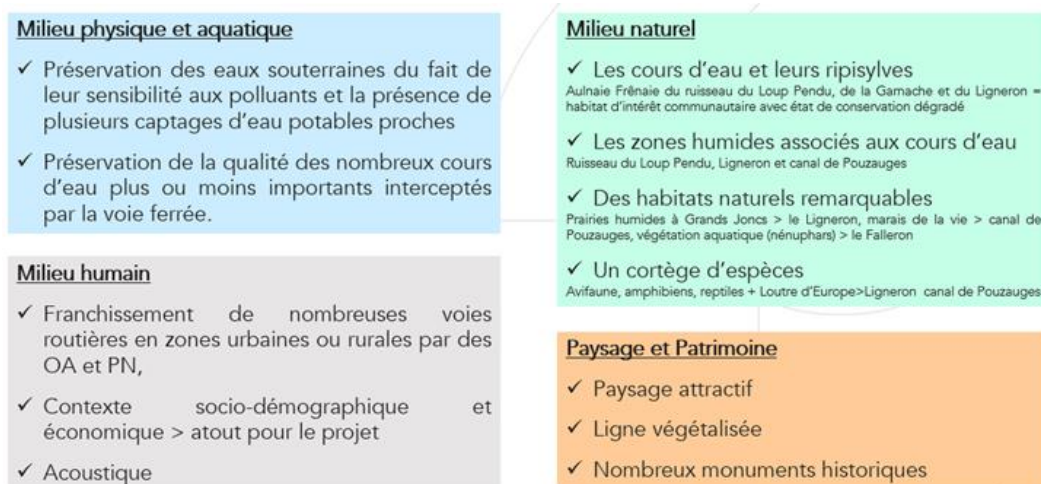 Milieu physique et aquatique
✓ Préservation des eaux souterraines du fait de
leur sensibilité aux polluants et la présence de
plusieurs captages d'eau potables proches
✓ Préservation de la qualité des nombreux cours
d'eau plus ou moins importants interceptés
par la voie ferrée.
Milieu humain
✓ Franchissement de nombreuses voies
routières en zones urbaines ou rurales par des
OA et PN,
✓ Contexte socio-démographique et
économique > atout pour le projet
✓ Acoustique
Milieu naturel
✓ Les cours d'eau et leurs ripisylves
Aulnaie Frênaie du ruisseau du Loup Pendu, de la Gamache et du Ligneron =
habitat d'intérêt communautaire avec état de conservation dégradé
✓ Les zones humides associés aux cours d'eau
Ruisseau du Loup Pendu, Ligneron et canal de Pouzauges
✓ Des habitats naturels remarquables
Prairies humides à Grands Joncs > le Ligneron, marais de la vie > canal de
Pouzauges, végétation aquatique (nénuphars) > le Falleron
✓ Un cortège d'espèces
Avifaune, amphibiens, reptiles + Loutre d'Europe>Ligneron canal de Pouzauges
Paysage et Patrimoine
✓ Paysage attractif
✓ Ligne végétalisée
✓ Nombreux monuments historiques